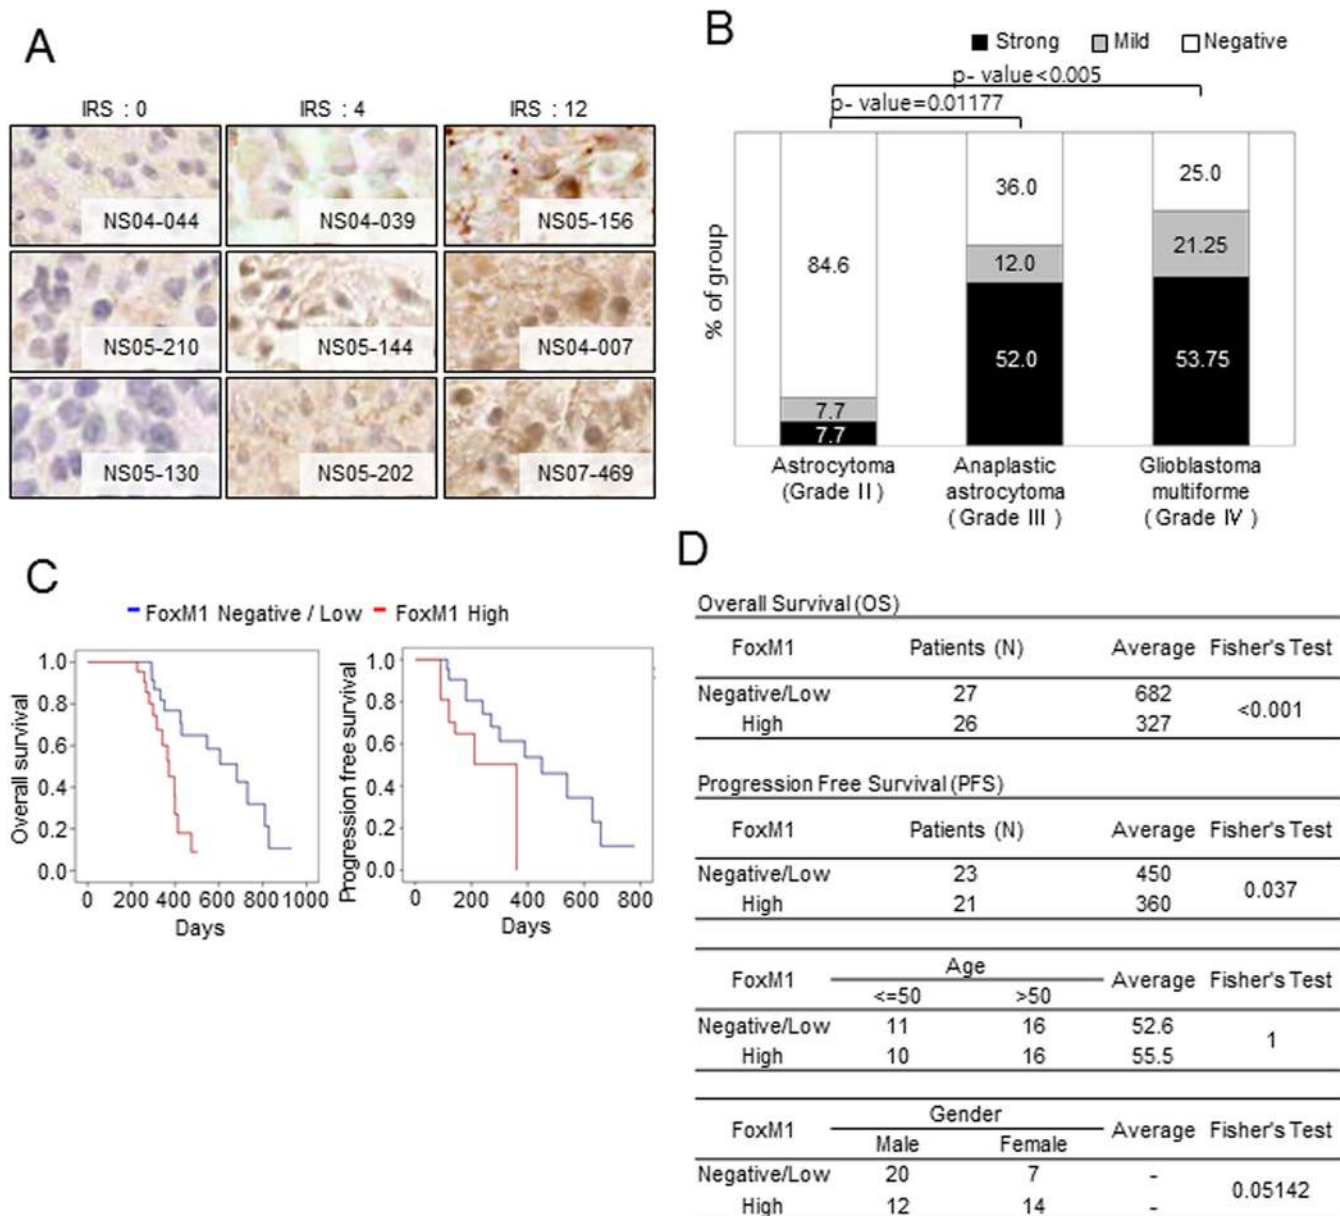 A
IRS : 0
IRS : 4
IRS : 12
NS04-044
NS04-039
NS05-156
NS05-210
NS05-144
NS04-007
NS05-130
NS05-202
NS07-469
B
Strong Mild Negative
p- value<0.005
p- value=0.01177
% of group
84.6
7.7
7.7
36.0
12.0
52.0
25.0
21.25
53.75
Astrocytoma
(Grade II )
Anaplastic
astrocytoma
( Grade III )
Glioblastoma
multiforme
( Grade IV )
C
FoxM1 Negative / Low FoxM1 High
Overall survival
1.0
0.8
0.6
0.4
0.2
0.0
0 200 400 600 800 1000
Days
Progression free survival
1.0
0.8
0.6
0.4
0.2
0.0
0 200 400 600 800
Days
D
Overall Survival (OS)
FoxM1 Patients (N) Average Fisher's Test
Negative/Low 27 682
<0.001
High 26 327
Progression Free Survival (PFS)
FoxM1 Patients (N) Average Fisher's Test
Negative/Low 23 450
0.037
High 21 360
Age
FoxM1 Average Fisher's Test
<=50 >50
Negative/Low 11 16 52.6
1
High 10 16 55.5
Gender
FoxM1 Average Fisher's Test
Male Female
Negative/Low 20 7 -
0.05142
High 12 14 -